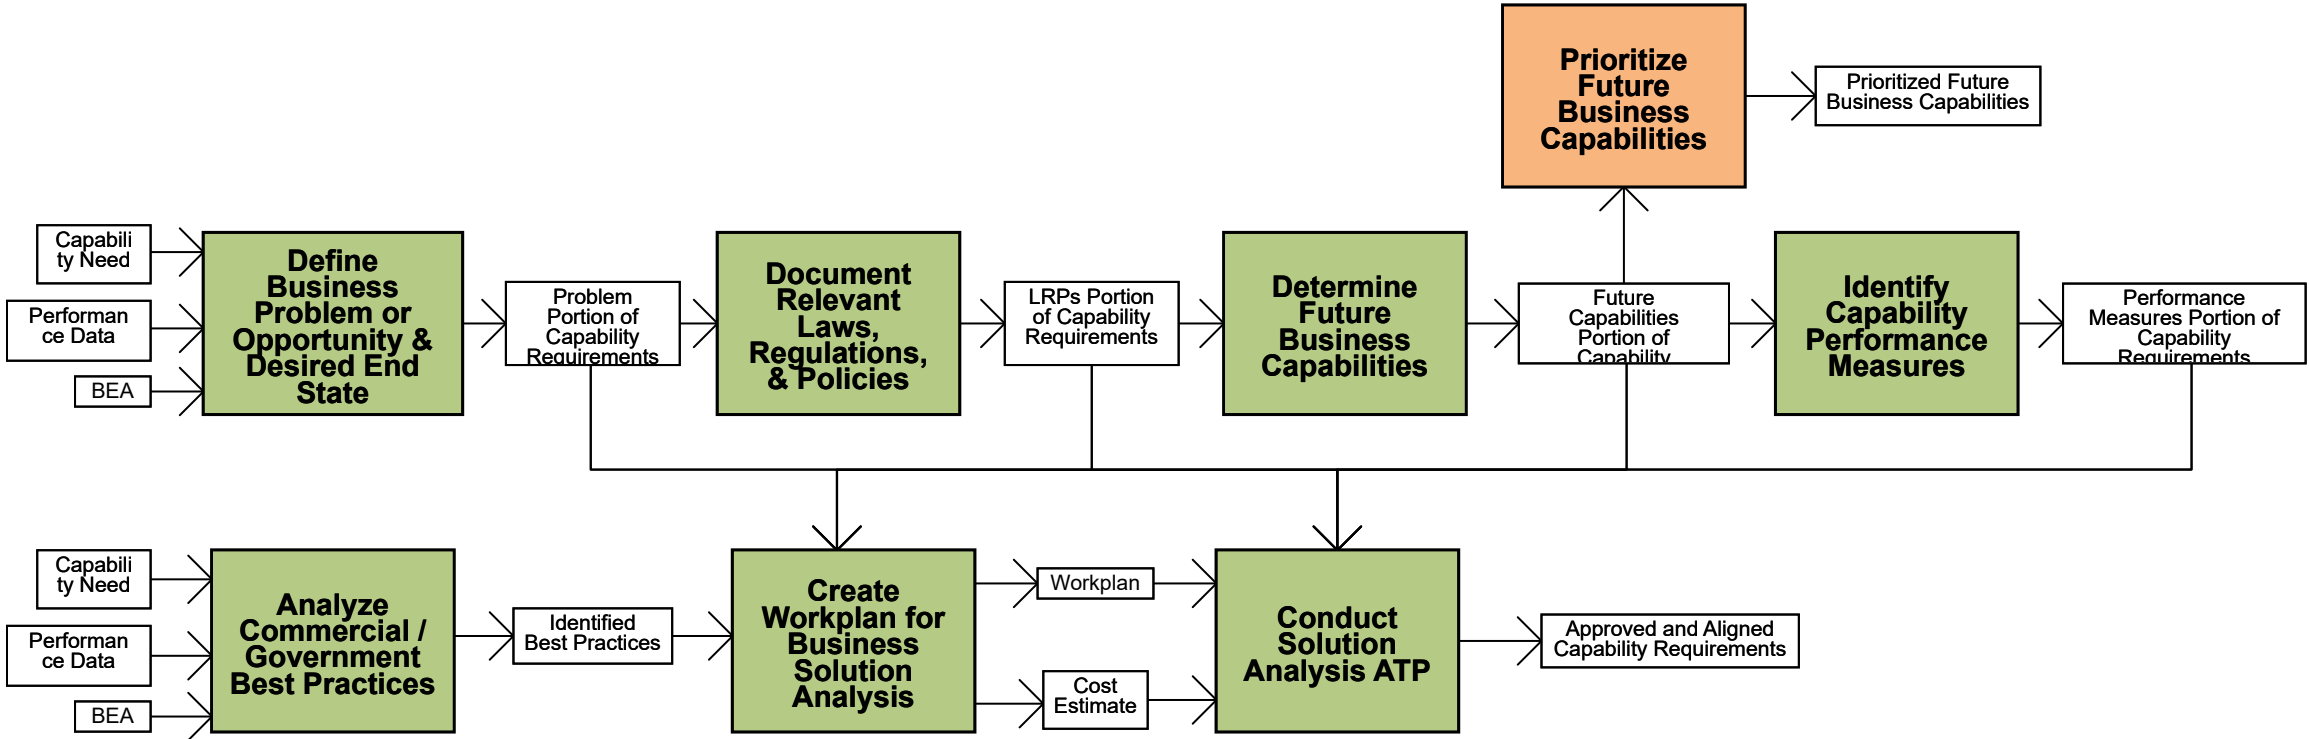 Prioritize
Future
Business
Capabilities
Prioritized Future
Business Capabilities
Capabili
ty Need
Performan
ce Data
BEA
Define
Business
Problem or
Opportunity &
Desired End
State
Problem
Portion of
Capability
Requirements
Document
Relevant
Laws,
Regulations,
& Policies
LRPs Portion
of Capability
Requirements
Determine
Future
Business
Capabilities
Future
Capabilities
Portion of
Capability
Identify
Capability
Performance
Measures
Performance
Measures Portion of
Capability
Requirements
Capabili
ty Need
Performan
ce Data
BEA
Analyze
Commercial /
Government
Best Practices
Identified
Best Practices
Create
Workplan for
Business
Solution
Analysis
Workplan
Cost
Estimate
Conduct
Solution
Analysis ATP
Approved and Aligned
Capability Requirements